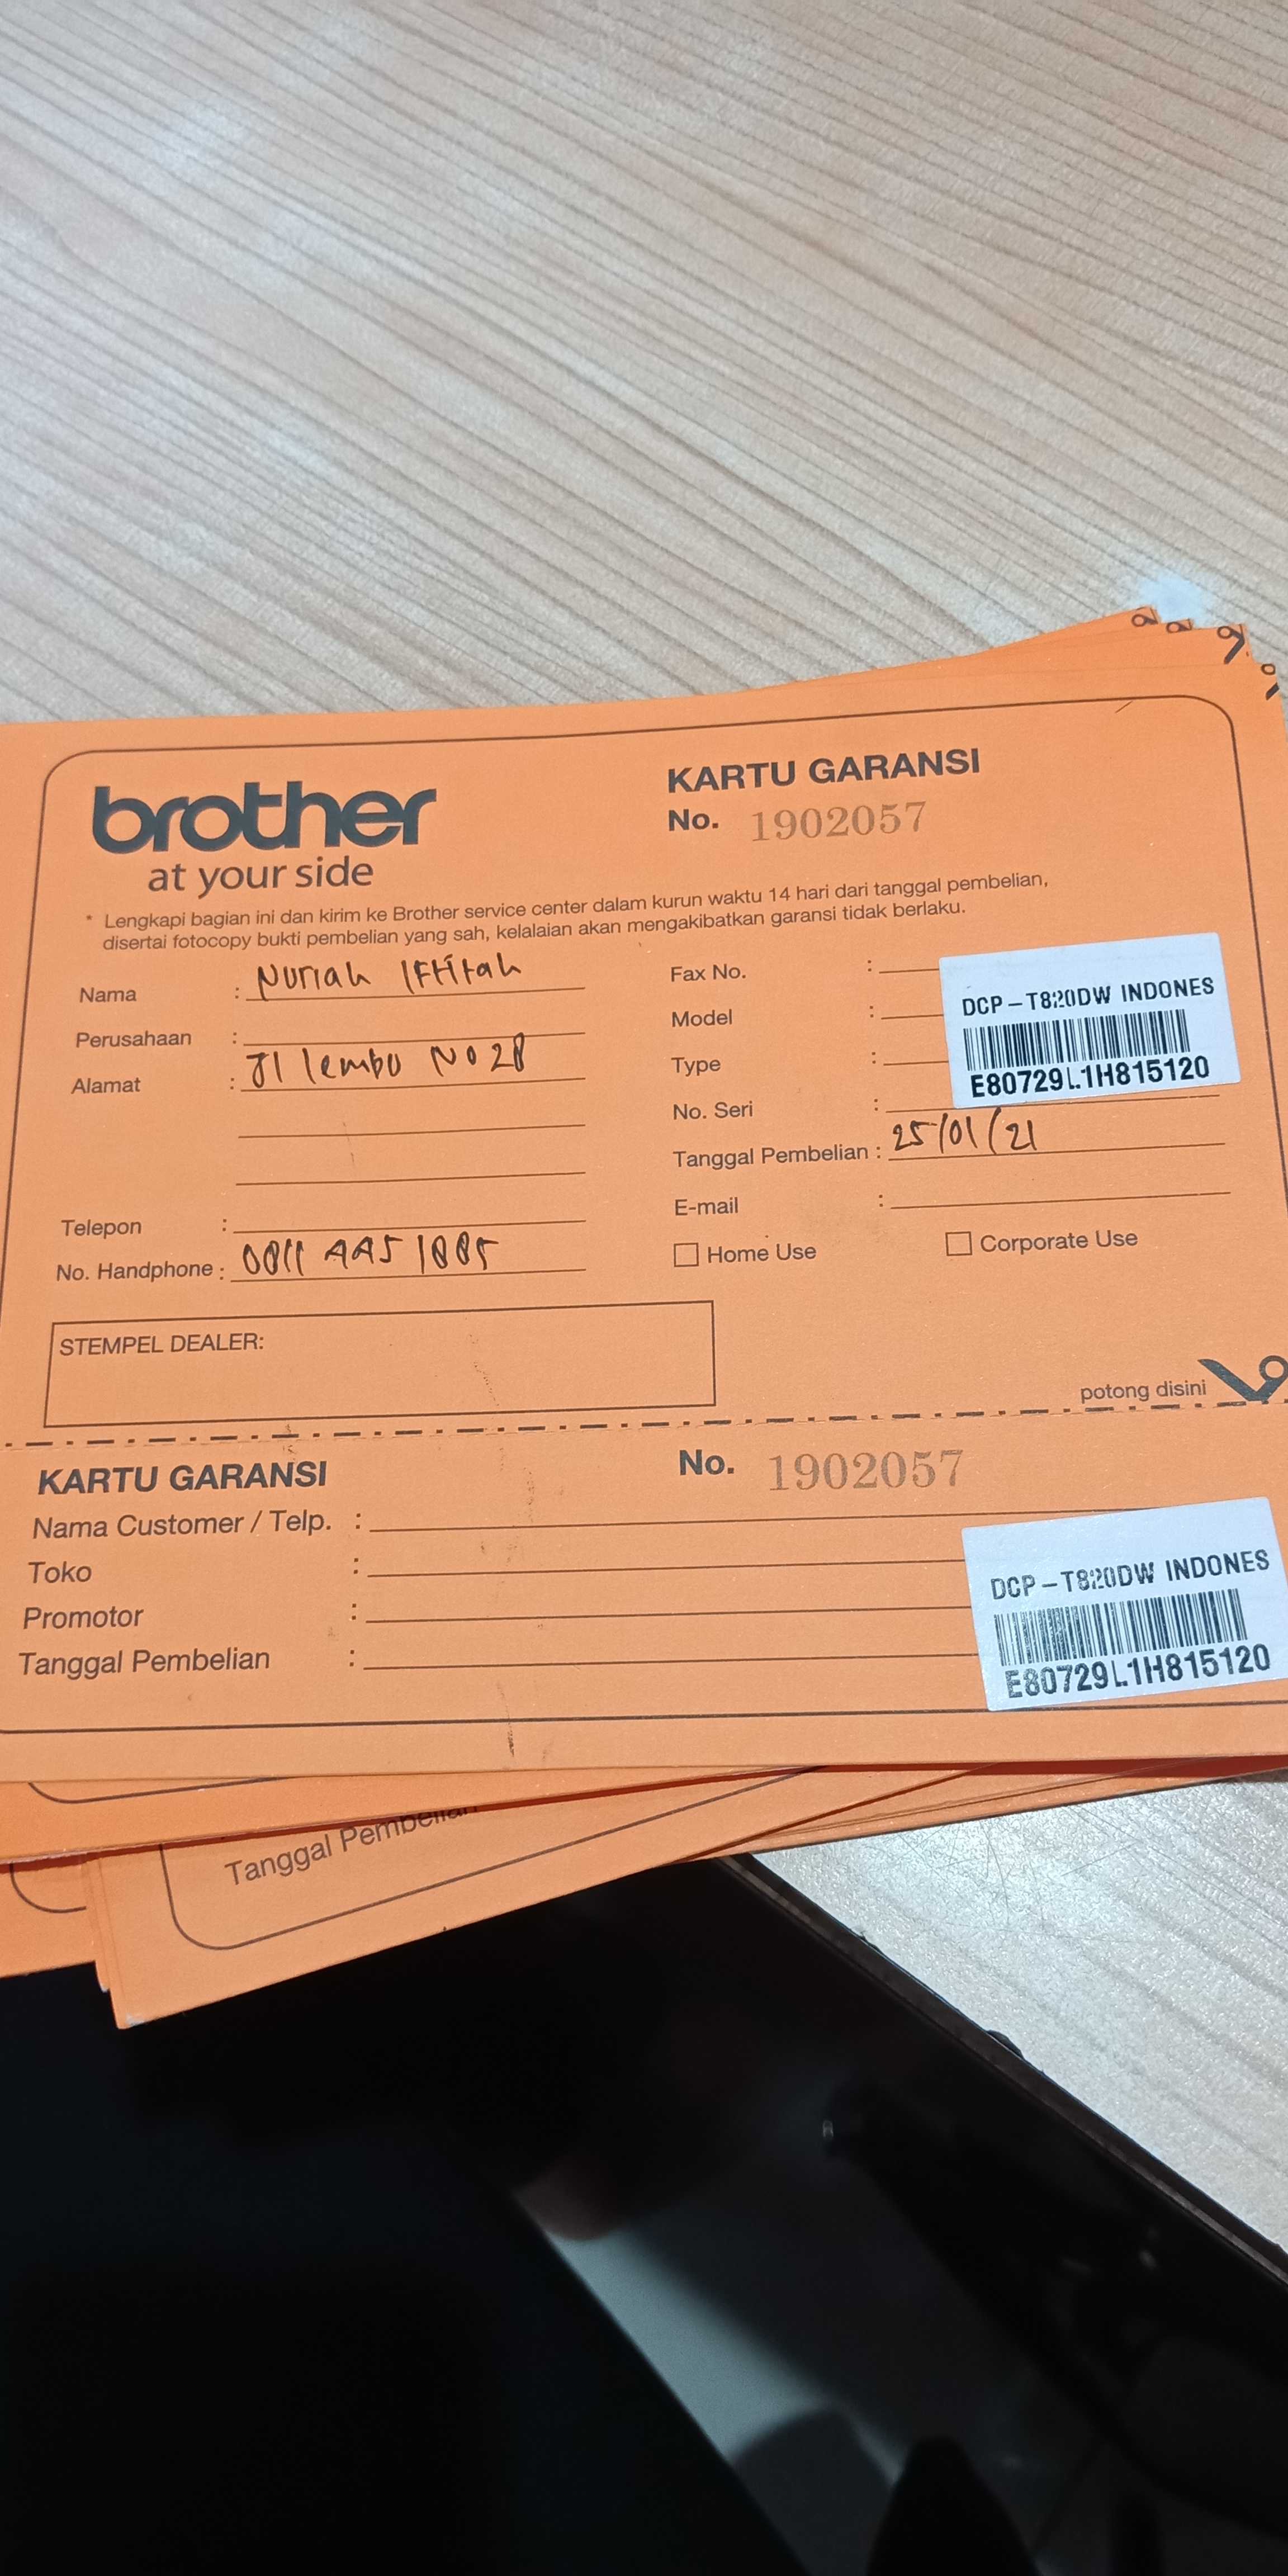 brother
at your side
KARTU GARANSI
No. 1902057
* Lengkapi bagian ini dan kirim ke Brother service center dalam kurun waktu 14 hari dari tanggal pembelian,
disertai fotocopy bukti pembelian yang sah, kelalaian akan mengakibatkan garansi tidak berlaku.
Nama : Nuriah Iftitah
Perusahaan :
Alamat : Jl lembu No 28
Telepon :
No. Handphone : 0811 445 1885
Fax No. :
Model :
Type :
No. Seri :
DCP-T820DW INDONES
E80729L1H815120
Tanggal Pembelian : 25/01/21
E-mail :
Home Use
Corporate Use
STEMPEL DEALER:
potong disini
KARTU GARANSI
No. 1902057
Nama Customer / Telp. :
Toko :
Promotor :
Tanggal Pembelian :
DCP-T820DW INDONES
E80729L1H815120
Tanggal Pembelian